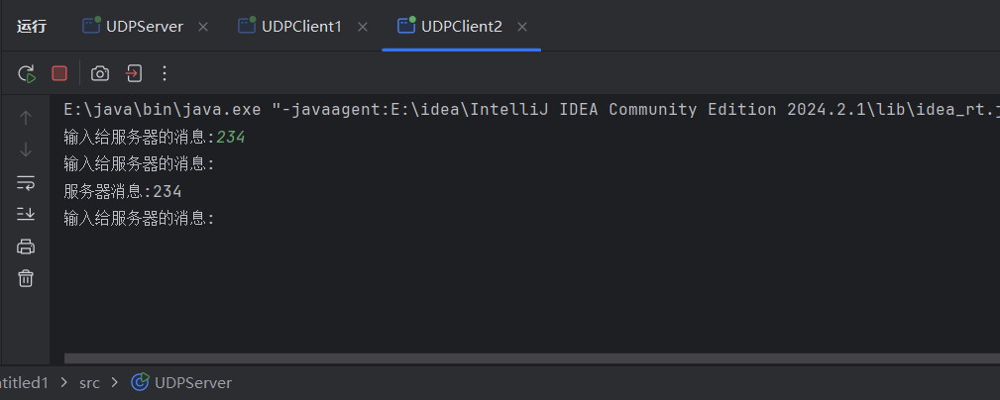 运行 UDPServer UDPClient1 UDPClient2
E:\java\bin\java.exe "-javaagent:E:\idea\IntelliJ IDEA Community Edition 2024.2.1\lib\idea_rt.j
输入给服务器的消息:234
输入给服务器的消息:
服务器消息:234
输入给服务器的消息:
ntitled1 > src > UDPServer